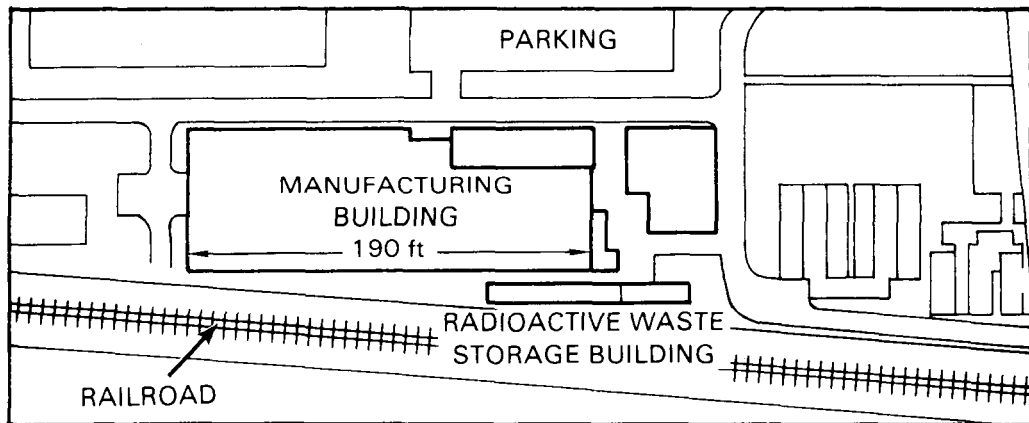 PARKING
MANUFACTURING
BUILDING
190 ft
RADIOACTIVE WASTE
STORAGE BUILDING
RAILROAD